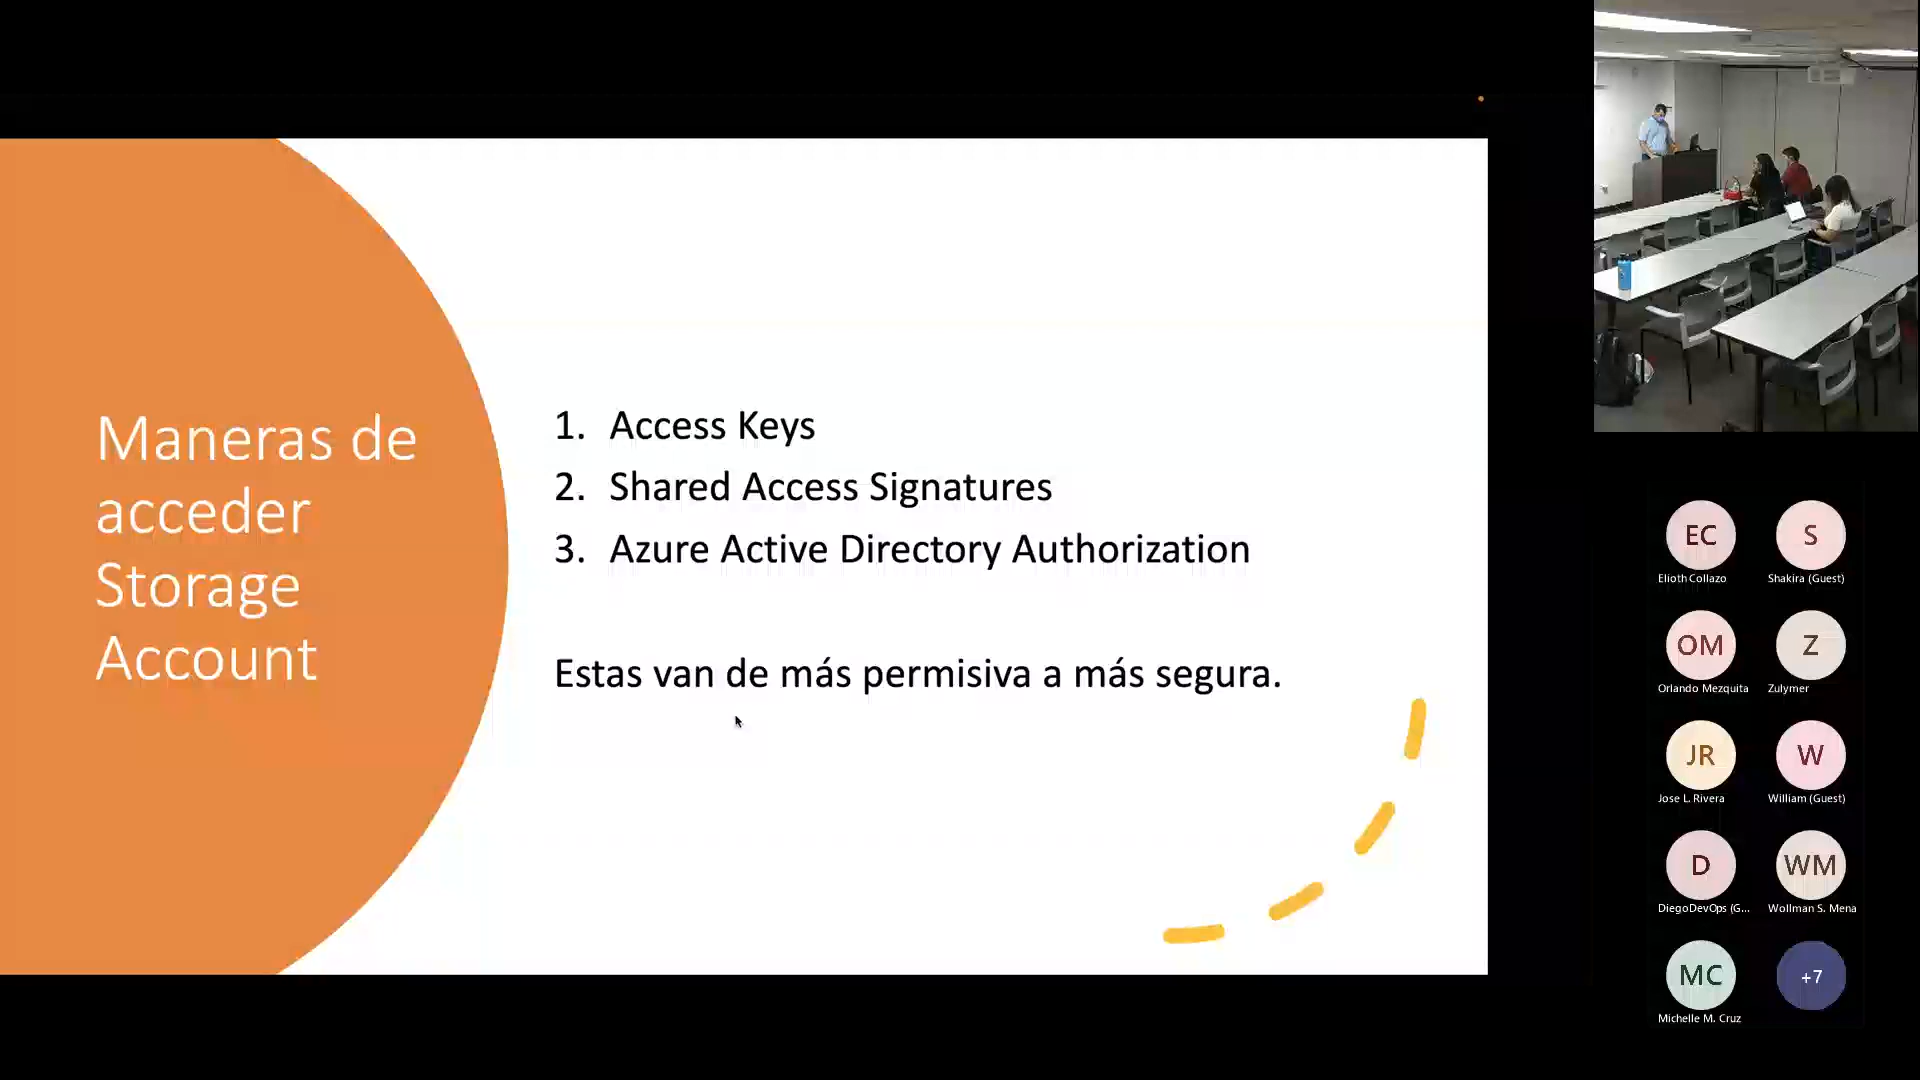 Maneras de
acceder
Storage
Account
1. Access Keys
2. Shared Access Signatures
3. Azure Active Directory Authorization
Estas van de más permisiva a más segura.
EC
S
Elioth Collazo
Shakira (Guest)
OM
Z
Orlando Mezquita
Zulymer
JR
W
Jose L. Rivera
William (Guest)
D
WM
DiegoDevOps (G...
Wollman S. Mena
MC
+7
Michelle M. Cruz